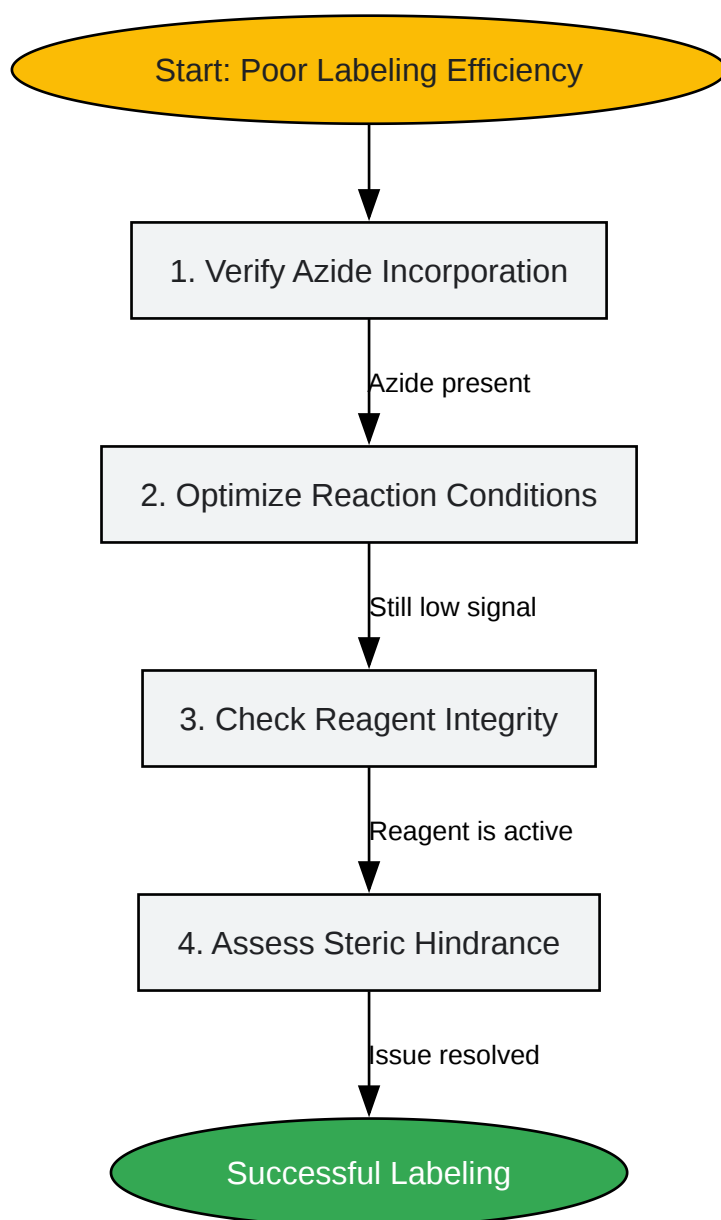 Start: Poor Labeling Efficiency
1. Verify Azide Incorporation
Azide present
2. Optimize Reaction Conditions
Still low signal
3. Check Reagent Integrity
Reagent is active
4. Assess Steric Hindrance
Issue resolved
Successful Labeling